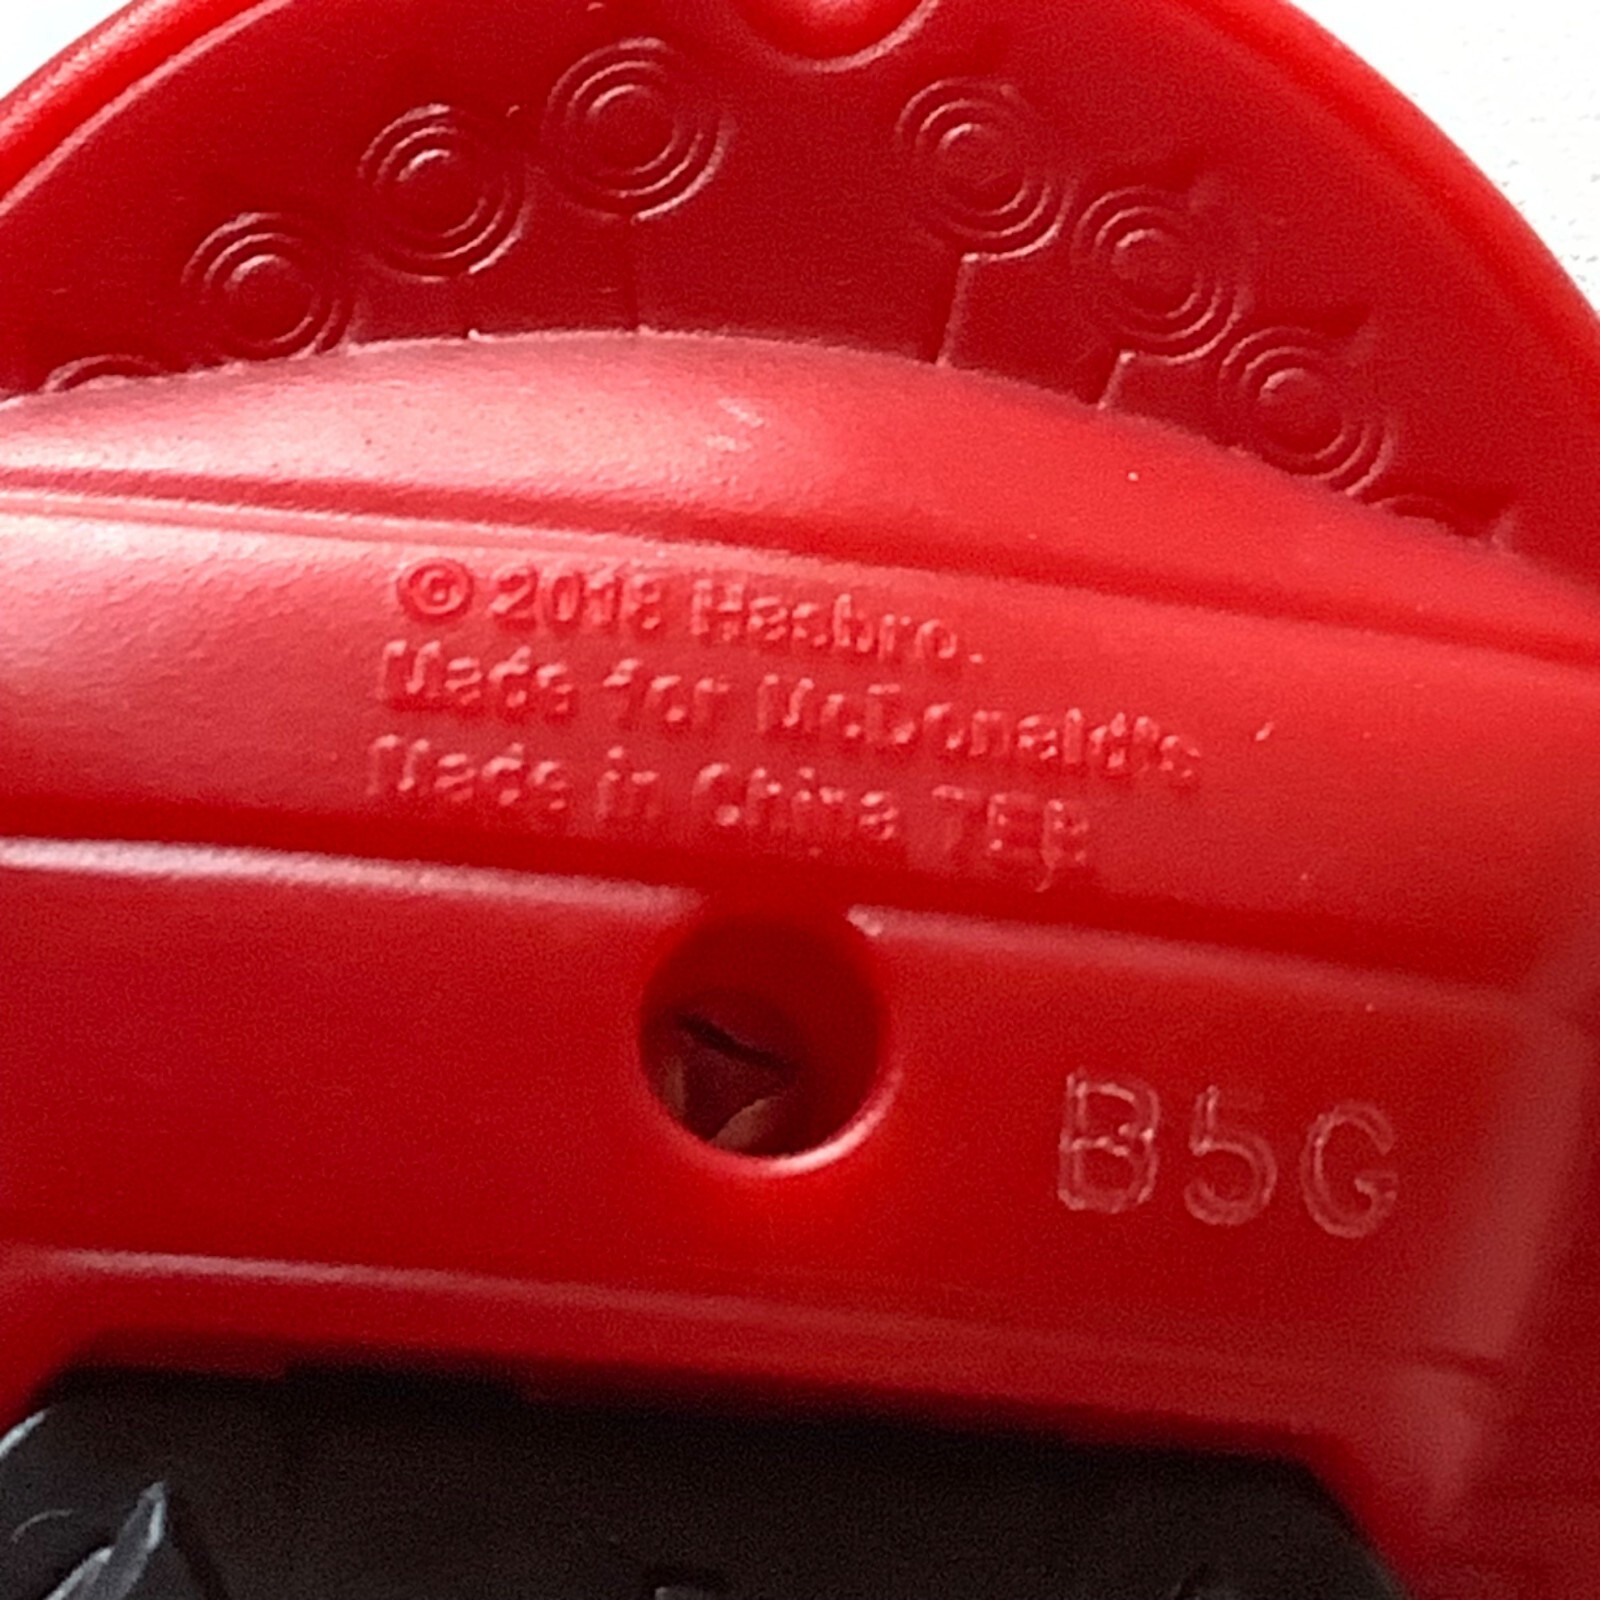 © 2018 Hasbro.
Made for McDonald's
Made in China
B5G